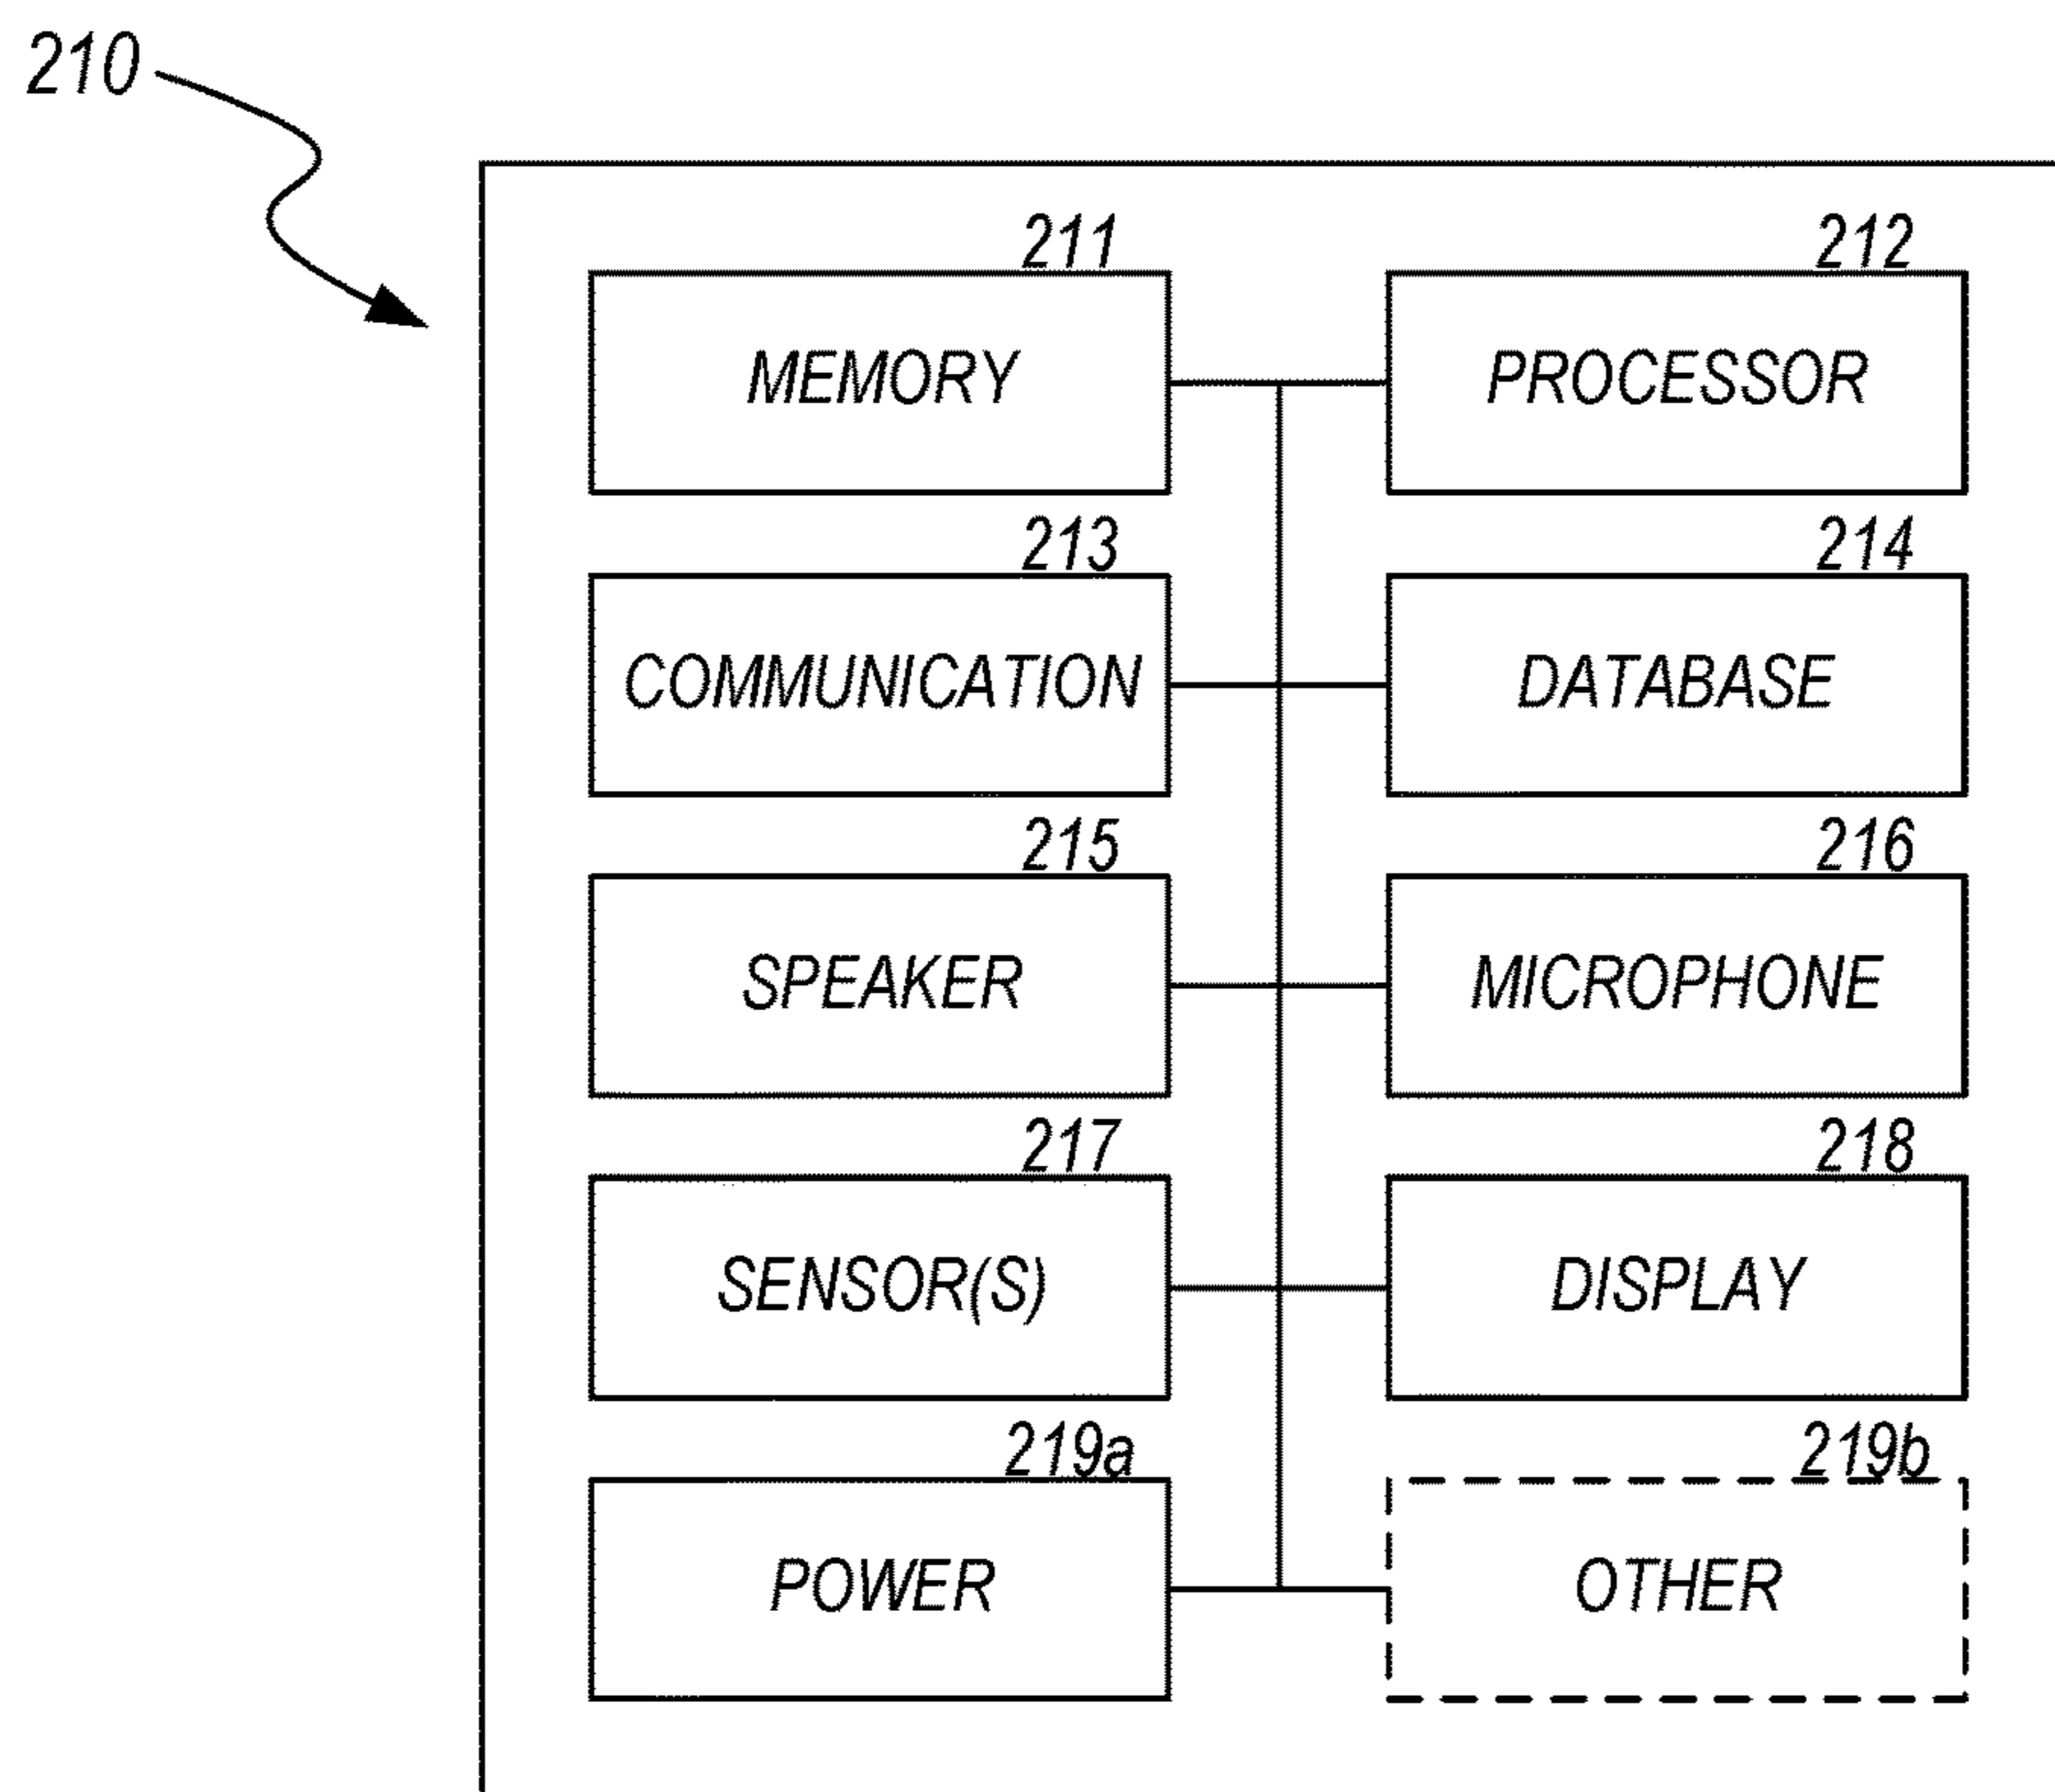 210
211
212
MEMORY
PROCESSOR
213
214
COMMUNICATION
DATABASE
215
216
SPEAKER
MICROPHONE
217
218
SENSOR(S)
DISPLAY
219a
219b
POWER
OTHER